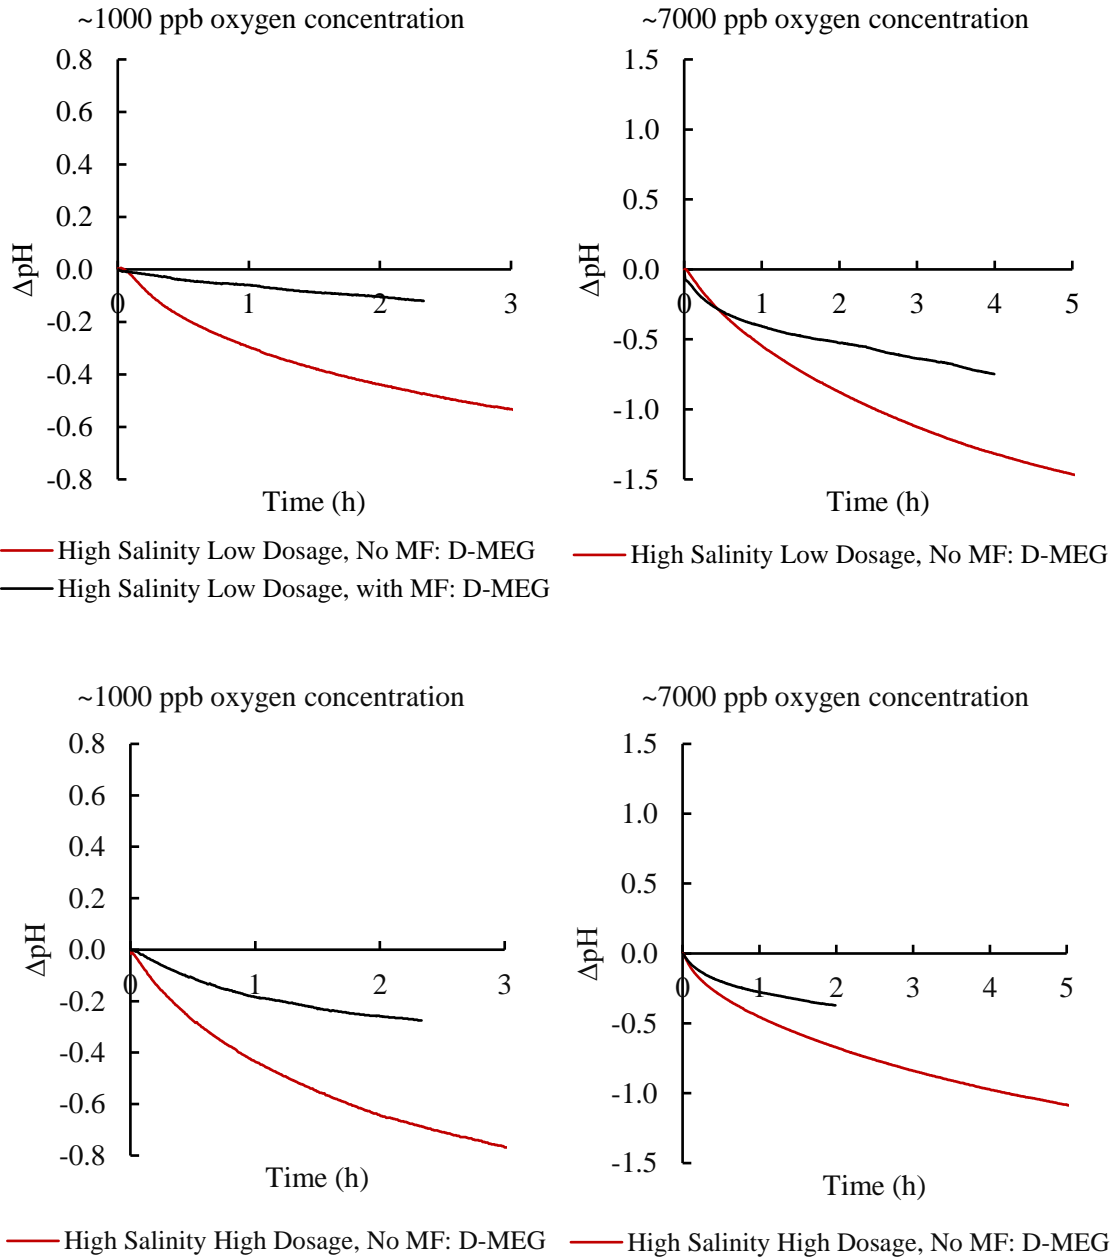 ~1000 ppb oxygen concentration
0.8
0.6
0.4
0.2
0.0
-0.2
-0.4
-0.6
-0.8
0 1 2 3
ΔpH
Time (h)
High Salinity Low Dosage, No MF: D-MEG
High Salinity Low Dosage, with MF: D-MEG
~7000 ppb oxygen concentration
1.5
1.0
0.5
0.0
-0.5
-1.0
-1.5
0 1 2 3 4 5
ΔpH
Time (h)
High Salinity Low Dosage, No MF: D-MEG
~1000 ppb oxygen concentration
0.8
0.6
0.4
0.2
0.0
-0.2
-0.4
-0.6
-0.8
0 1 2 3
ΔpH
Time (h)
High Salinity High Dosage, No MF: D-MEG
~7000 ppb oxygen concentration
1.5
1.0
0.5
0.0
-0.5
-1.0
-1.5
0 1 2 3 4 5
ΔpH
Time (h)
High Salinity High Dosage, No MF: D-MEG